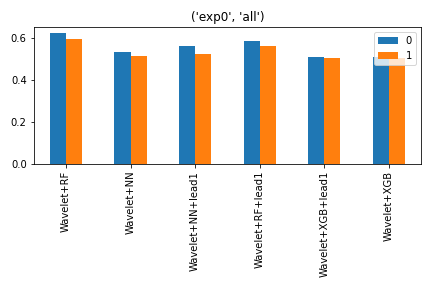 ('exp0', 'all')
0.6
0.4
0.2
0.0
0
1
Wavelet+RF
Wavelet+NN
Wavelet+NN+lead1
Wavelet+RF+lead1
Wavelet+XGB+lead1
Wavelet+XGB